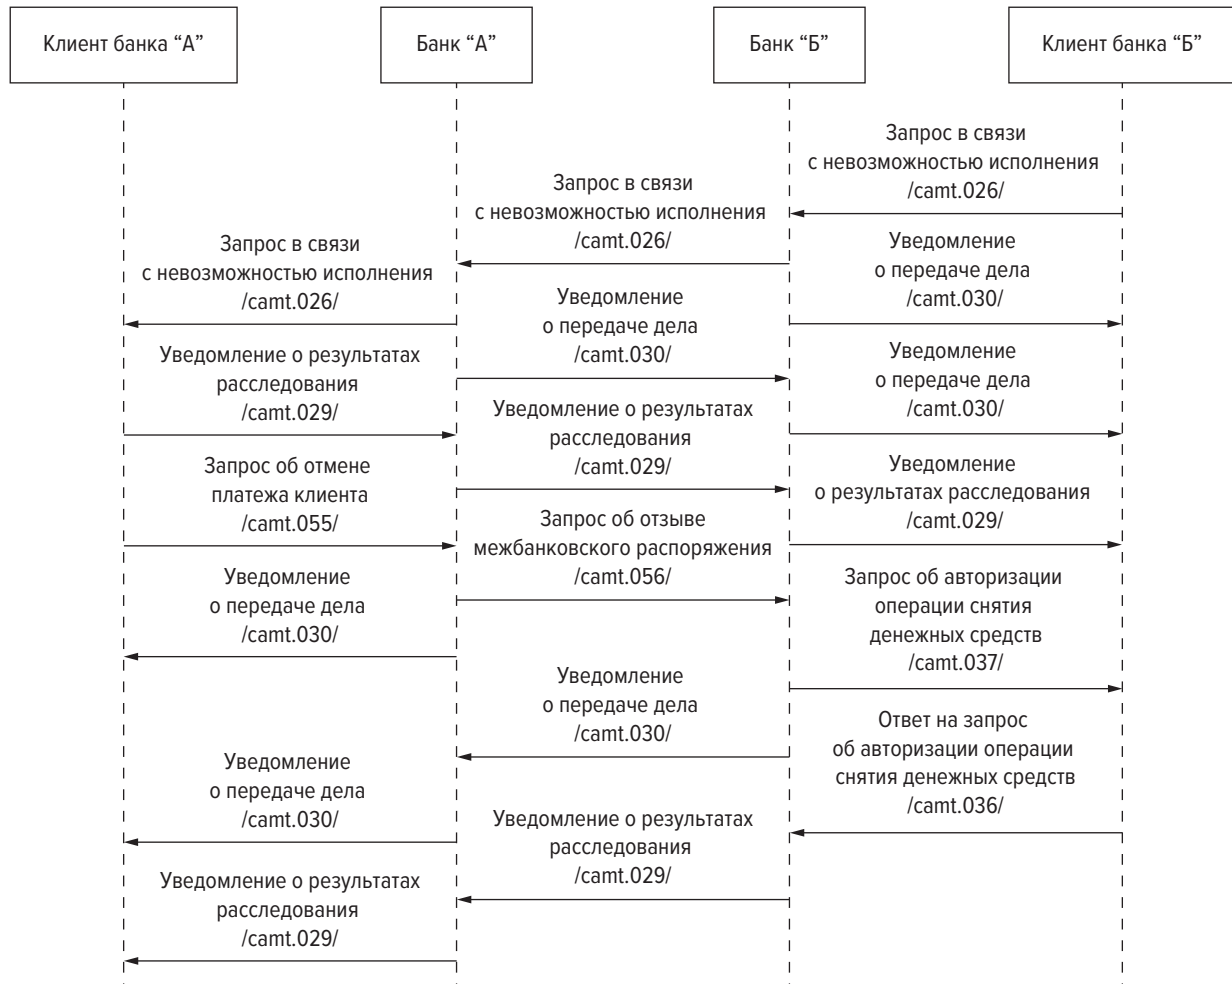 Клиент банка “А”
Банк “А”
Банк “Б”
Клиент банка “Б”
Запрос в связи
с невозможностью исполнения
/camt.026/
Запрос в связи
с невозможностью исполнения
/camt.026/
Запрос в связи
с невозможностью исполнения
/camt.026/
Уведомление
о передаче дела
/camt.030/
Уведомление
о передаче дела
/camt.030/
Уведомление
о передаче дела
/camt.030/
Уведомление о результатах
расследования
/camt.029/
Уведомление о результатах
расследования
/camt.029/
Уведомление
о результатах расследования
/camt.029/
Запрос об отмене
платежа клиента
/camt.055/
Запрос об отзыве
межбанковского распоряжения
/camt.056/
Запрос об авторизации
операции снятия
денежных средств
/camt.037/
Уведомление
о передаче дела
/camt.030/
Уведомление
о передаче дела
/camt.030/
Ответ на запрос
об авторизации операции
снятия денежных средств
/camt.036/
Уведомление
о передаче дела
/camt.030/
Уведомление о результатах
расследования
/camt.029/
Уведомление о результатах
расследования
/camt.029/